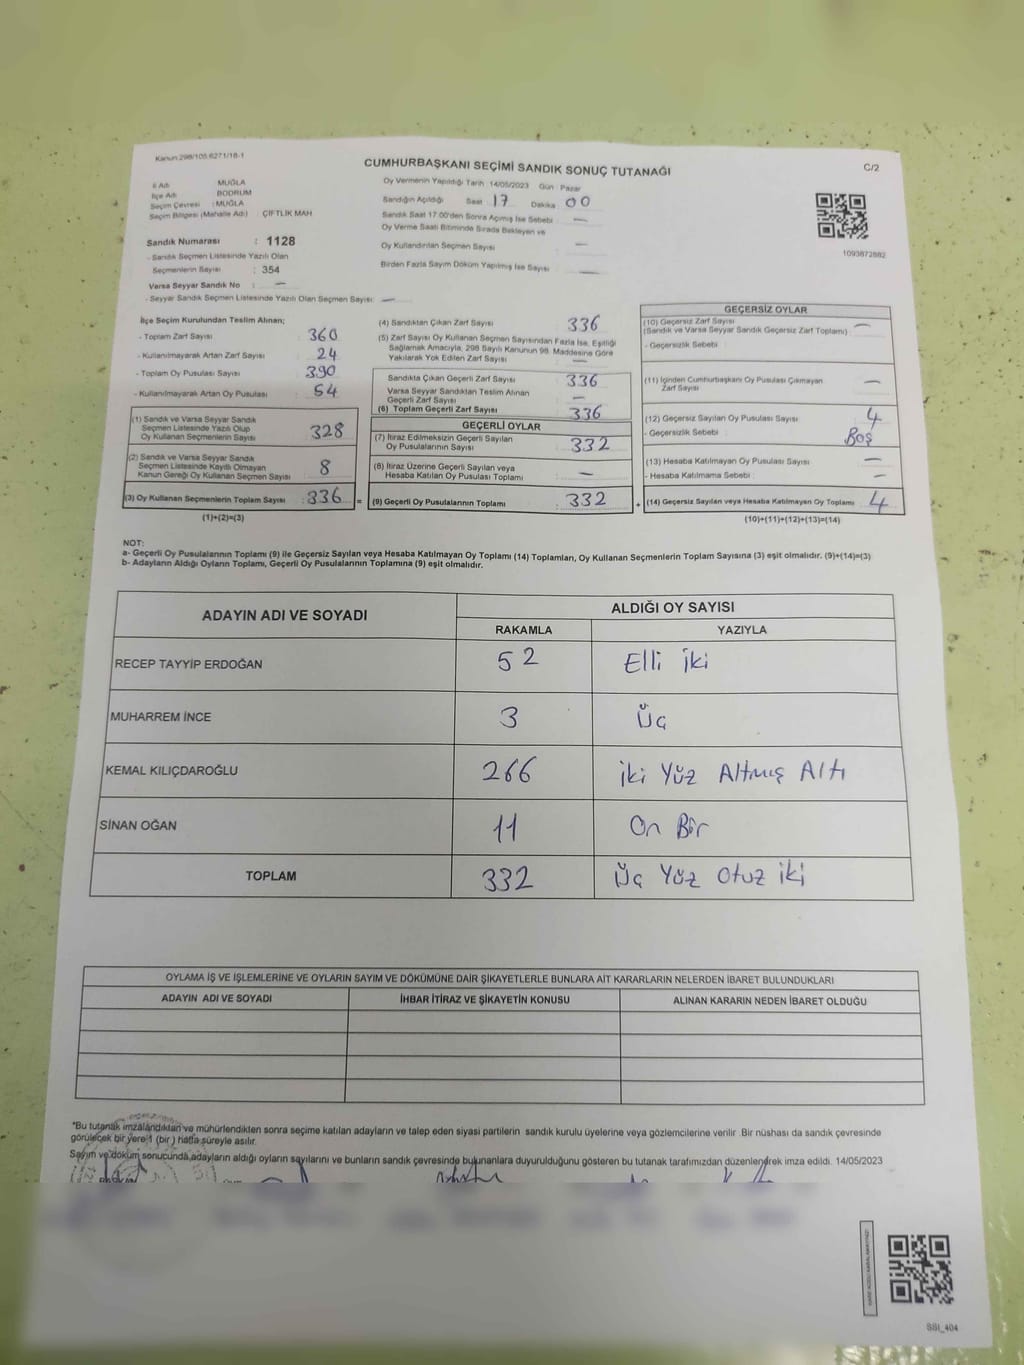 Kanun:298/105.6271/18-1
CUMHURBAŞKANI SEÇİMİ SANDIK SONUÇ TUTANAĞI
C/2
İl Adı MUĞLA
İlçe Adı BODRUM
Seçim Çevresi : MUĞLA
Seçim Bölgesi (Mahalle Adı) ÇİFTLİK MAH
Sandık Numarası : 1128
- Sandık Seçmen Listesinde Yazılı Olan
Seçmenlerin Sayısı : 354
Varsa Seyyar Sandık No : —
- Seyyar Sandık Seçmen Listesinde Yazılı Olan Seçmen Sayısı: —
Oy Vermenin Yapıldığı Tarih :14/05/2023 Gün : Pazar
Sandığın Açıldığı Saat 17 Dakika 00
Sandık Saat 17.00'den Sonra Açımış İse Sebebi —
Oy Verme Saati Bitiminde Sırada Bekleyen ve
Oy Kullandırılan Seçmen Sayısı —
Birden Fazla Sayım Döküm Yapılmış İse Sayısı —
1093872882
İlçe Seçim Kurulundan Teslim Alınan;
- Toplam Zarf Sayısı : 360
- Kullanılmayarak Artan Zarf Sayısı : 24
- Toplam Oy Pusulası Sayısı : 390
- Kullanılmayarak Artan Oy Pusulası : 54
(1) Sandık ve Varsa Seyyar Sandık
Seçmen Listesinde Yazılı Olup
Oy Kullanan Seçmenlerin Sayısı : 328
(2) Sandık ve Varsa Seyyar Sandık
Seçmen Listesinde Kayıtlı Olmayan
Kanun Gereği Oy Kullanan Seçmen Sayısı : 8
(3) Oy Kullanan Seçmenlerin Toplam Sayısı : 336 =
(1)+(2)=(3)
(4) Sandıktan Çıkan Zarf Sayısı 336
(5) Zarf Sayısı Oy Kullanan Seçmen Sayısından Fazla İse, Eşitliği
Sağlamak Amacıyla, 298 Sayılı Kanunun 98. Maddesine Göre
Yakılarak Yok Edilen Zarf Sayısı —
Sandıkta Çıkan Geçerli Zarf Sayısı 336
Varsa Seyyar Sandıktan Teslim Alınan
Geçerli Zarf Sayısı —
(6) Toplam Geçerli Zarf Sayısı 336
GEÇERLİ OYLAR
(7) İtiraz Edilmeksizin Geçerli Sayılan
Oy Pusulalarının Sayısı 332
(8) İtiraz Üzerine Geçerli Sayılan veya
Hesaba Katılan Oy Pusulası Toplamı —
(9) Geçerli Oy Pusulalarının Toplamı 332 +
GEÇERSİZ OYLAR
(10) Geçersiz Zarf Sayısı —
(Sandık ve Varsa Seyyar Sandık Geçersiz Zarf Toplamı)
- Geçersizlik Sebebi :
(11) İçinden Cumhurbaşkanı Oy Pusulası Çıkmayan
Zarf Sayısı —
(12) Geçersiz Sayılan Oy Pusulası Sayısı 4
- Geçersizlik Sebebi : Boş
(13) Hesaba Katılmayan Oy Pusulası Sayısı —
- Hesaba Katılmama Sebebi : —
(14) Geçersiz Sayılan veya Hesaba Katılmayan Oy Toplamı 4
(10)+(11)+(12)+(13)=(14)
NOT:
a- Geçerli Oy Pusulalarının Toplamı (9) ile Geçersiz Sayılan veya Hesaba Katılmayan Oy Toplamı (14) Toplamları, Oy Kullanan Seçmenlerin Toplam Sayısına (3) eşit olmalıdır. (9)+(14)=(3)
b- Adayların Aldığı Oyların Toplamı, Geçerli Oy Pusulalarının Toplamına (9) eşit olmalıdır.
ADAYIN ADI VE SOYADI
ALDIĞI OY SAYISI
RAKAMLA YAZIYLA
RECEP TAYYİP ERDOĞAN 52 Elli iki
MUHARREM İNCE 3 Üç
KEMAL KILIÇDAROĞLU 266 iki Yüz Altmış Altı
SİNAN OĞAN 11 On Bir
TOPLAM 332 Üç Yüz Otuz iki
OYLAMA İŞ VE İŞLEMLERİNE VE OYLARIN SAYIM VE DÖKÜMÜNE DAİR ŞİKAYETLERLE BUNLARA AİT KARARLARIN NELERDEN İBARET BULUNDUKLARI
ADAYIN ADI VE SOYADI İHBAR İTİRAZ VE ŞİKAYETİN KONUSU ALINAN KARARIN NEDEN İBARET OLDUĞU
*Bu tutanak imzalandıktan ve mühürlendikten sonra seçime katılan adayların ve talep eden siyasi partilerin sandık kurulu üyelerine veya gözlemcilerine verilir .Bir nüshası da sandık çevresinde
görülecek bir yere 1 (bir ) hafta süreyle asılır.
Sayım ve döküm sonucunda,adayların aldığı oyların sayılarını ve bunların sandık çevresinde bulunanlara duyurulduğunu gösteren bu tutanak tarafımızdan düzenlenerek imza edildi. 14/05/2023
SSI_404